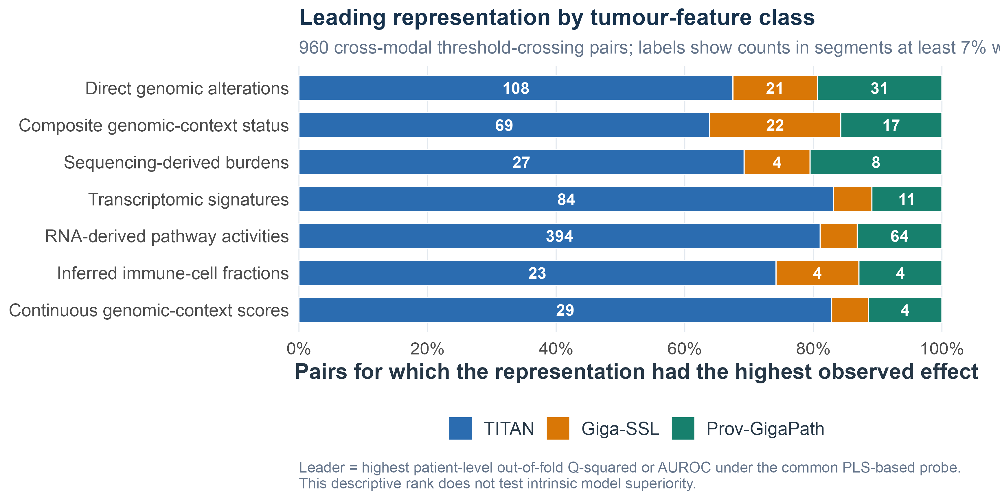 Leading representation by tumour-feature class
960 cross-modal threshold-crossing pairs; labels show counts in segments at least 7% w
Direct genomic alterations 108 21 31
Composite genomic-context status 69 22 17
Sequencing-derived burdens 27 4 8
Transcriptomic signatures 84 11
RNA-derived pathway activities 394 64
Inferred immune-cell fractions 23 4 4
Continuous genomic-context scores 29 4
0% 20% 40% 60% 80% 100%
Pairs for which the representation had the highest observed effect
TITAN Giga-SSL Prov-GigaPath
Leader = highest patient-level out-of-fold Q-squared or AUROC under the common PLS-based probe.
This descriptive rank does not test intrinsic model superiority.